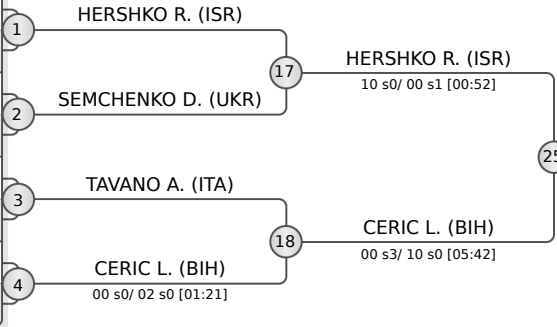 HERSHKO R. (ISR)
1
17
HERSHKO R. (ISR)
10 s0/ 00 s1 [00:52]
SEMCHENKO D. (UKR)
2
25
TAVANO A. (ITA)
3
18
CERIC L. (BIH)
00 s3/ 10 s0 [05:42]
CERIC L. (BIH)
4
00 s0/ 02 s0 [01:21]